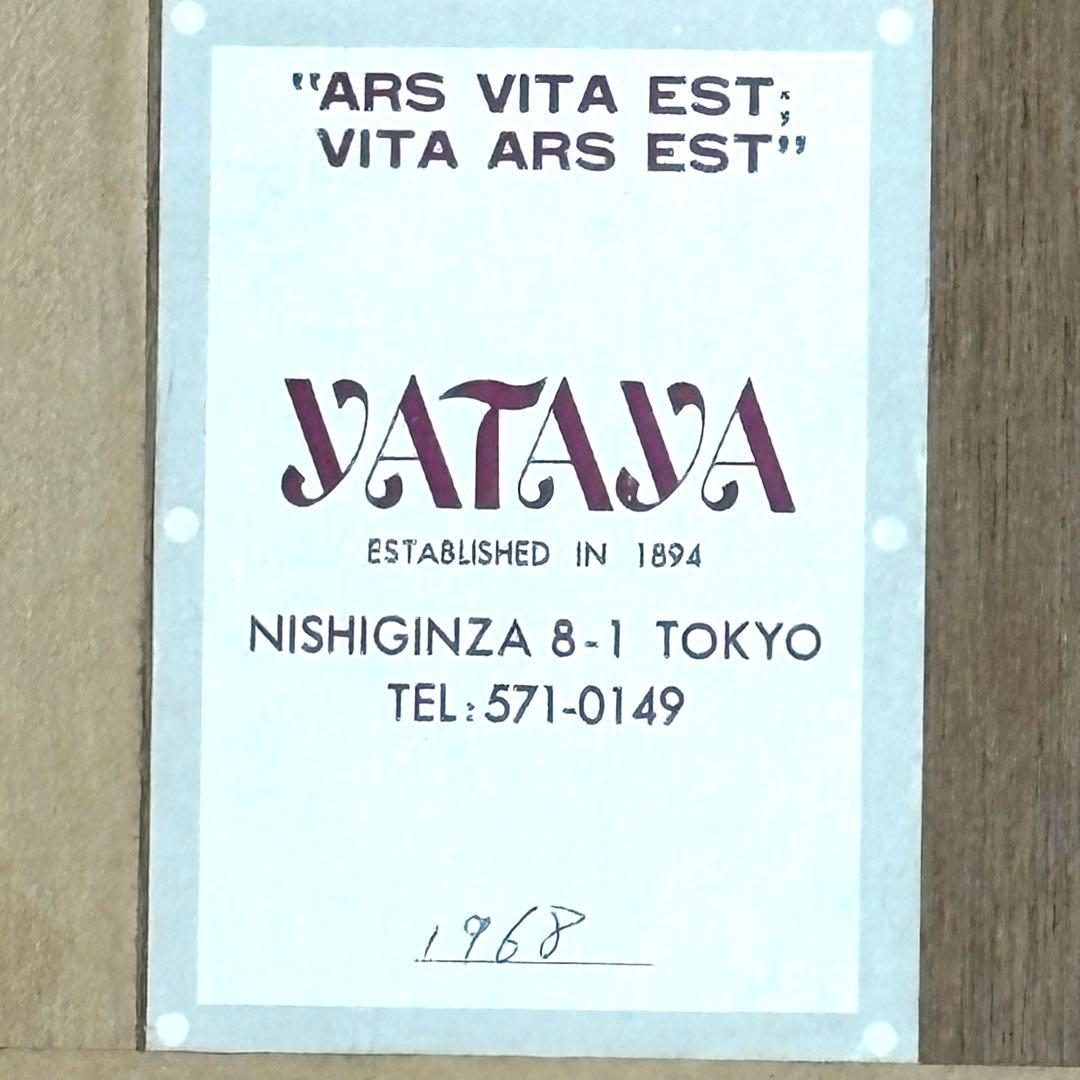 "ARS VITA EST;
VITA ARS EST"
YATAYA
ESTABLISHED IN 1894
NISHIGINZA 8-1 TOKYO
TEL: 571-0149
1968